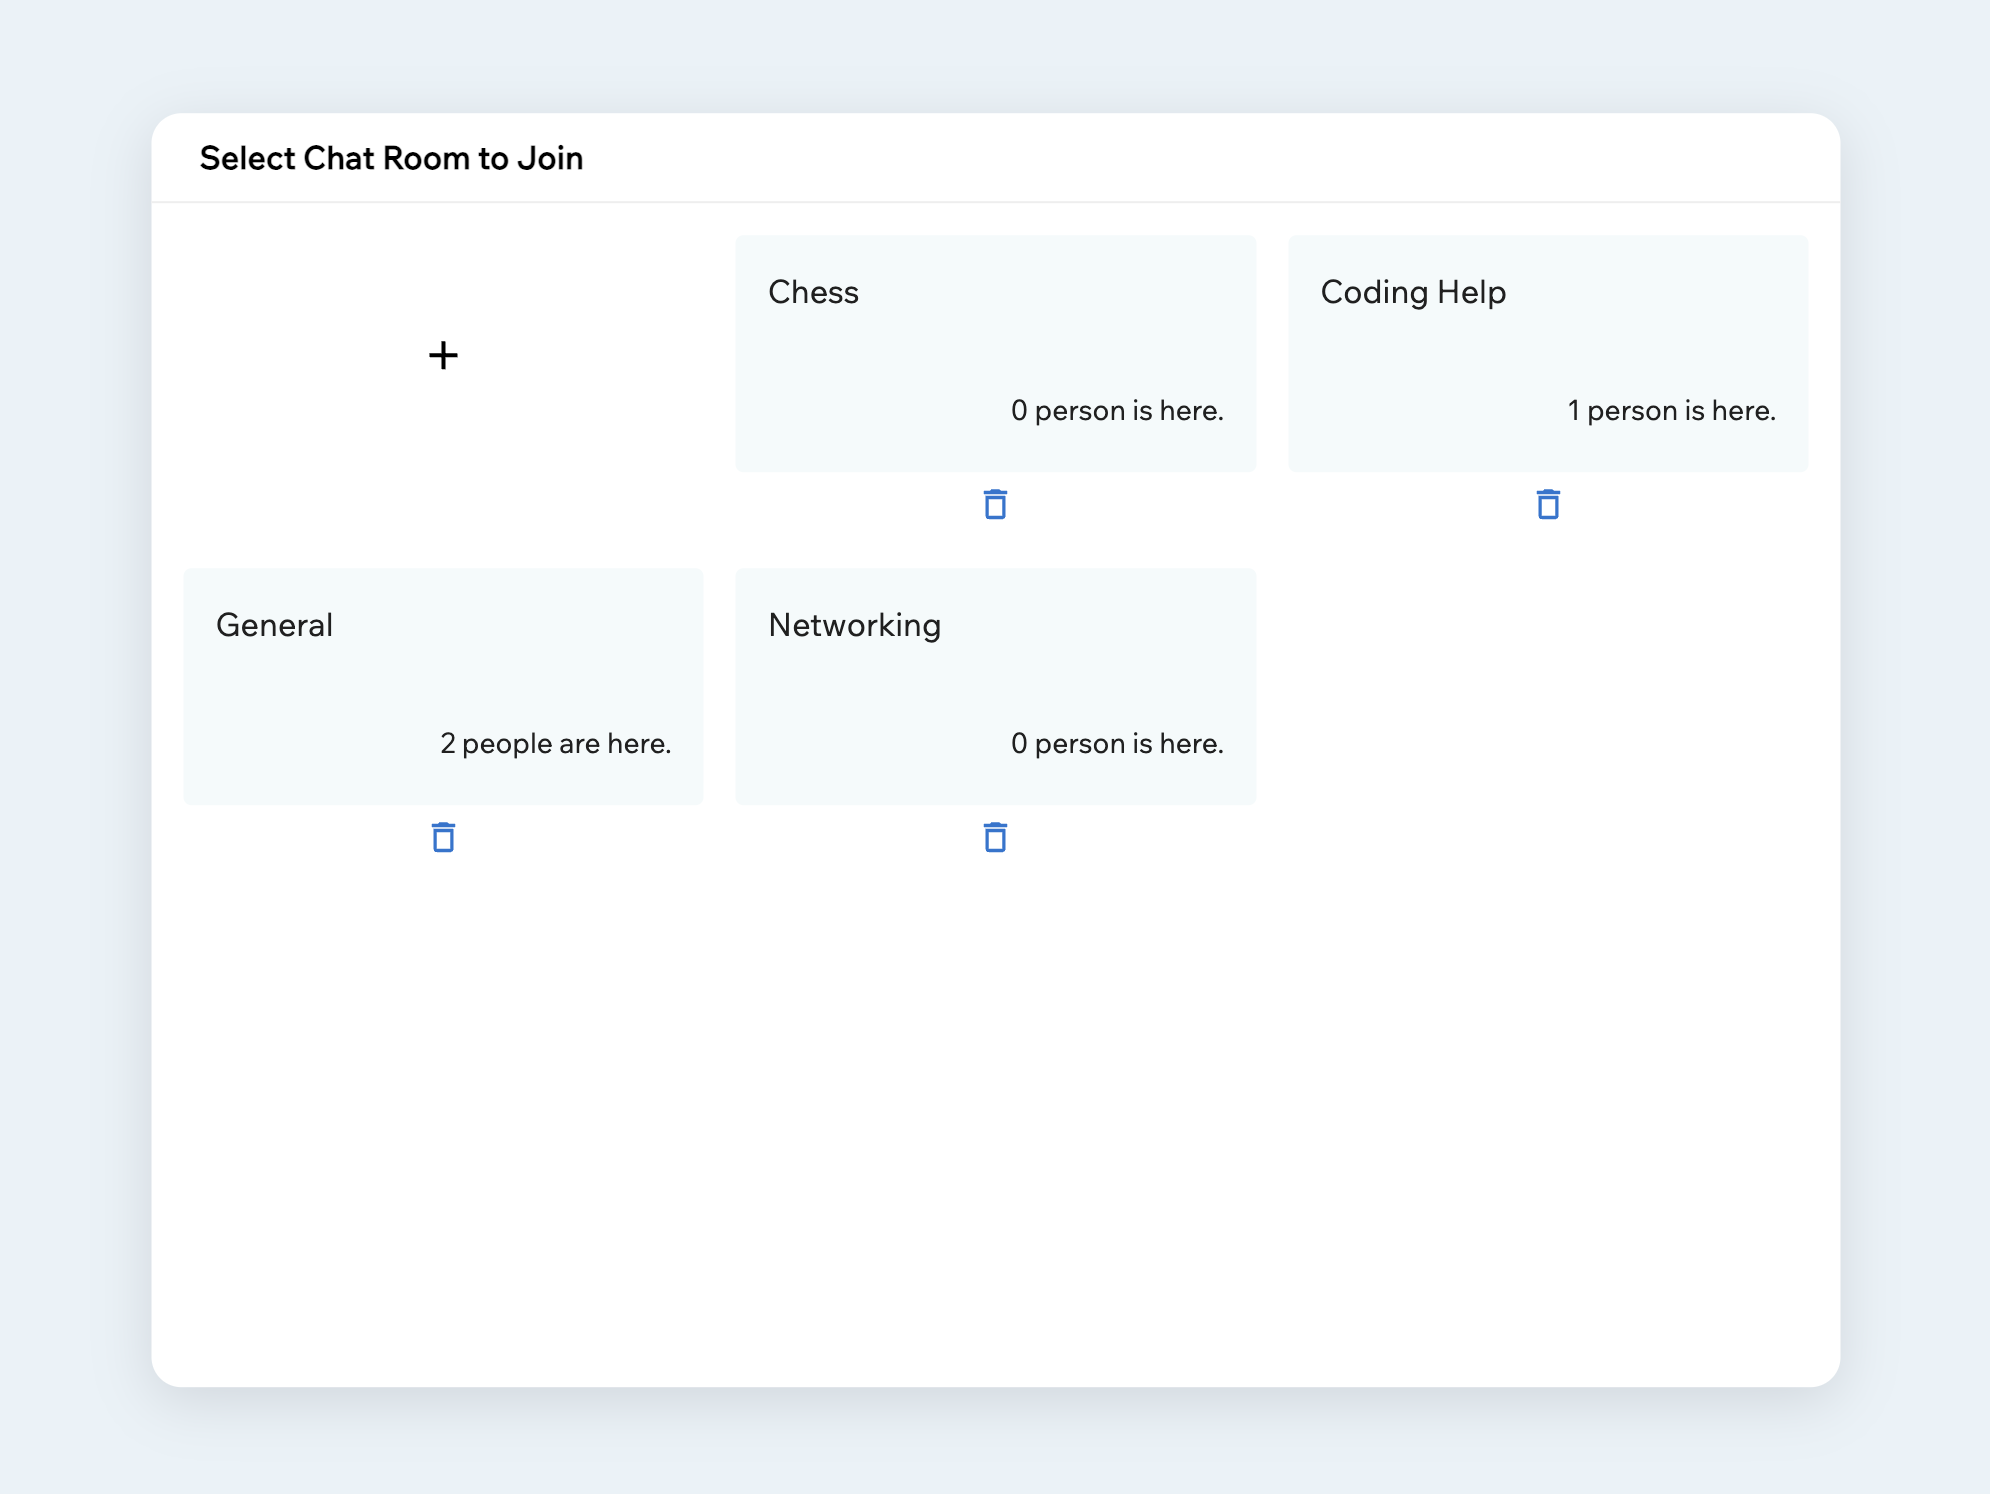 Select Chat Room to Join
Chess
0 person is here.
Coding Help
1 person is here.
General
2 people are here.
Networking
0 person is here.